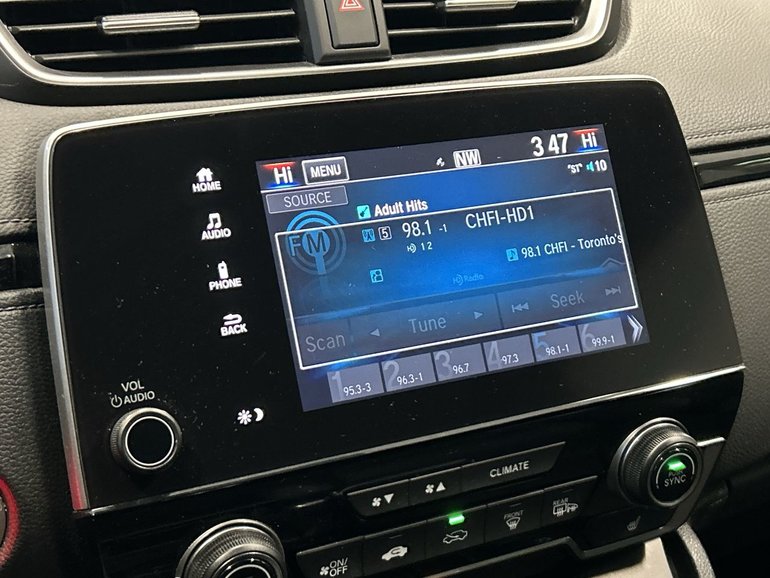 NW 3 47 Hi
Hi MENU
"ST" 10
SOURCE
HOME
Adult Hits
FM 5 98.1 -1 CHFI-HD1
AUDIO
HD 1 2
98.1 CHFI - Toronto's
PHONE
HD Radio
Scan Tune Seek
BACK
1 2 3 4 5 6
95.3-3 96.3-1 96.7 97.3 98.1-1 99.9-1
VOL
AUDIO
CLIMATE
PUSH
SYNC
FRONT REAR
ON/
OFF